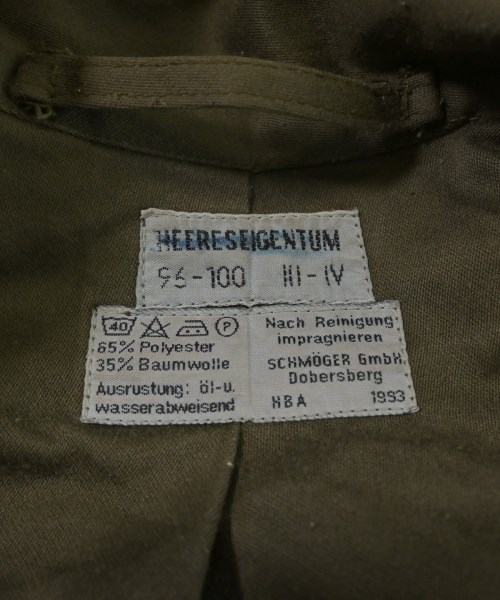 HEERESEIGENTUM
96-100 III-IV
40 P
65% Polyester
35% Baumwolle
Ausrustung: öl-u.
wasserabweisend
Nach Reinigung
impragnieren
SCHMÖGER GmbH
Dobersberg
HBA 1993